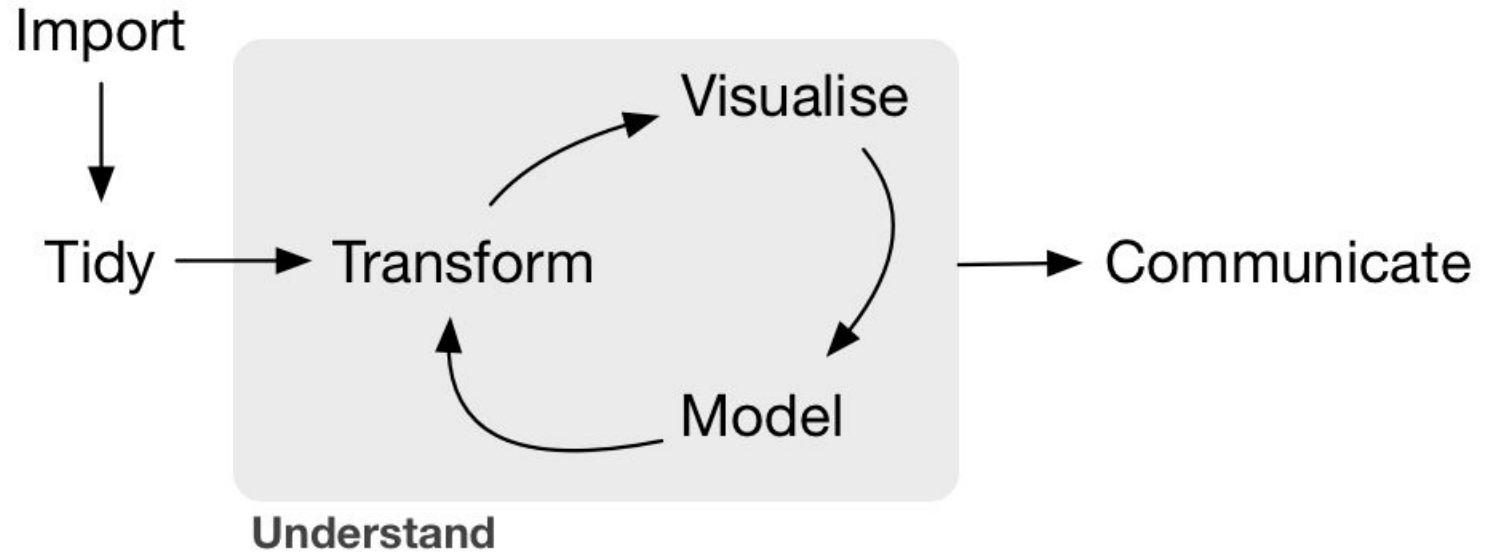 Import
Visualise
Tidy
Transform
Communicate
Model
Understand